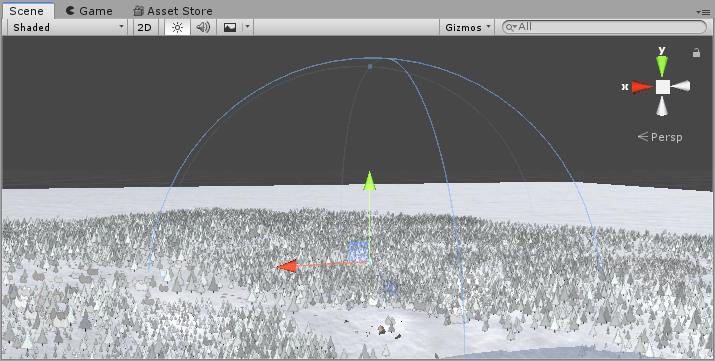 Scene Game Asset Store
Shaded 2D Gizmos All
y
x
Persp